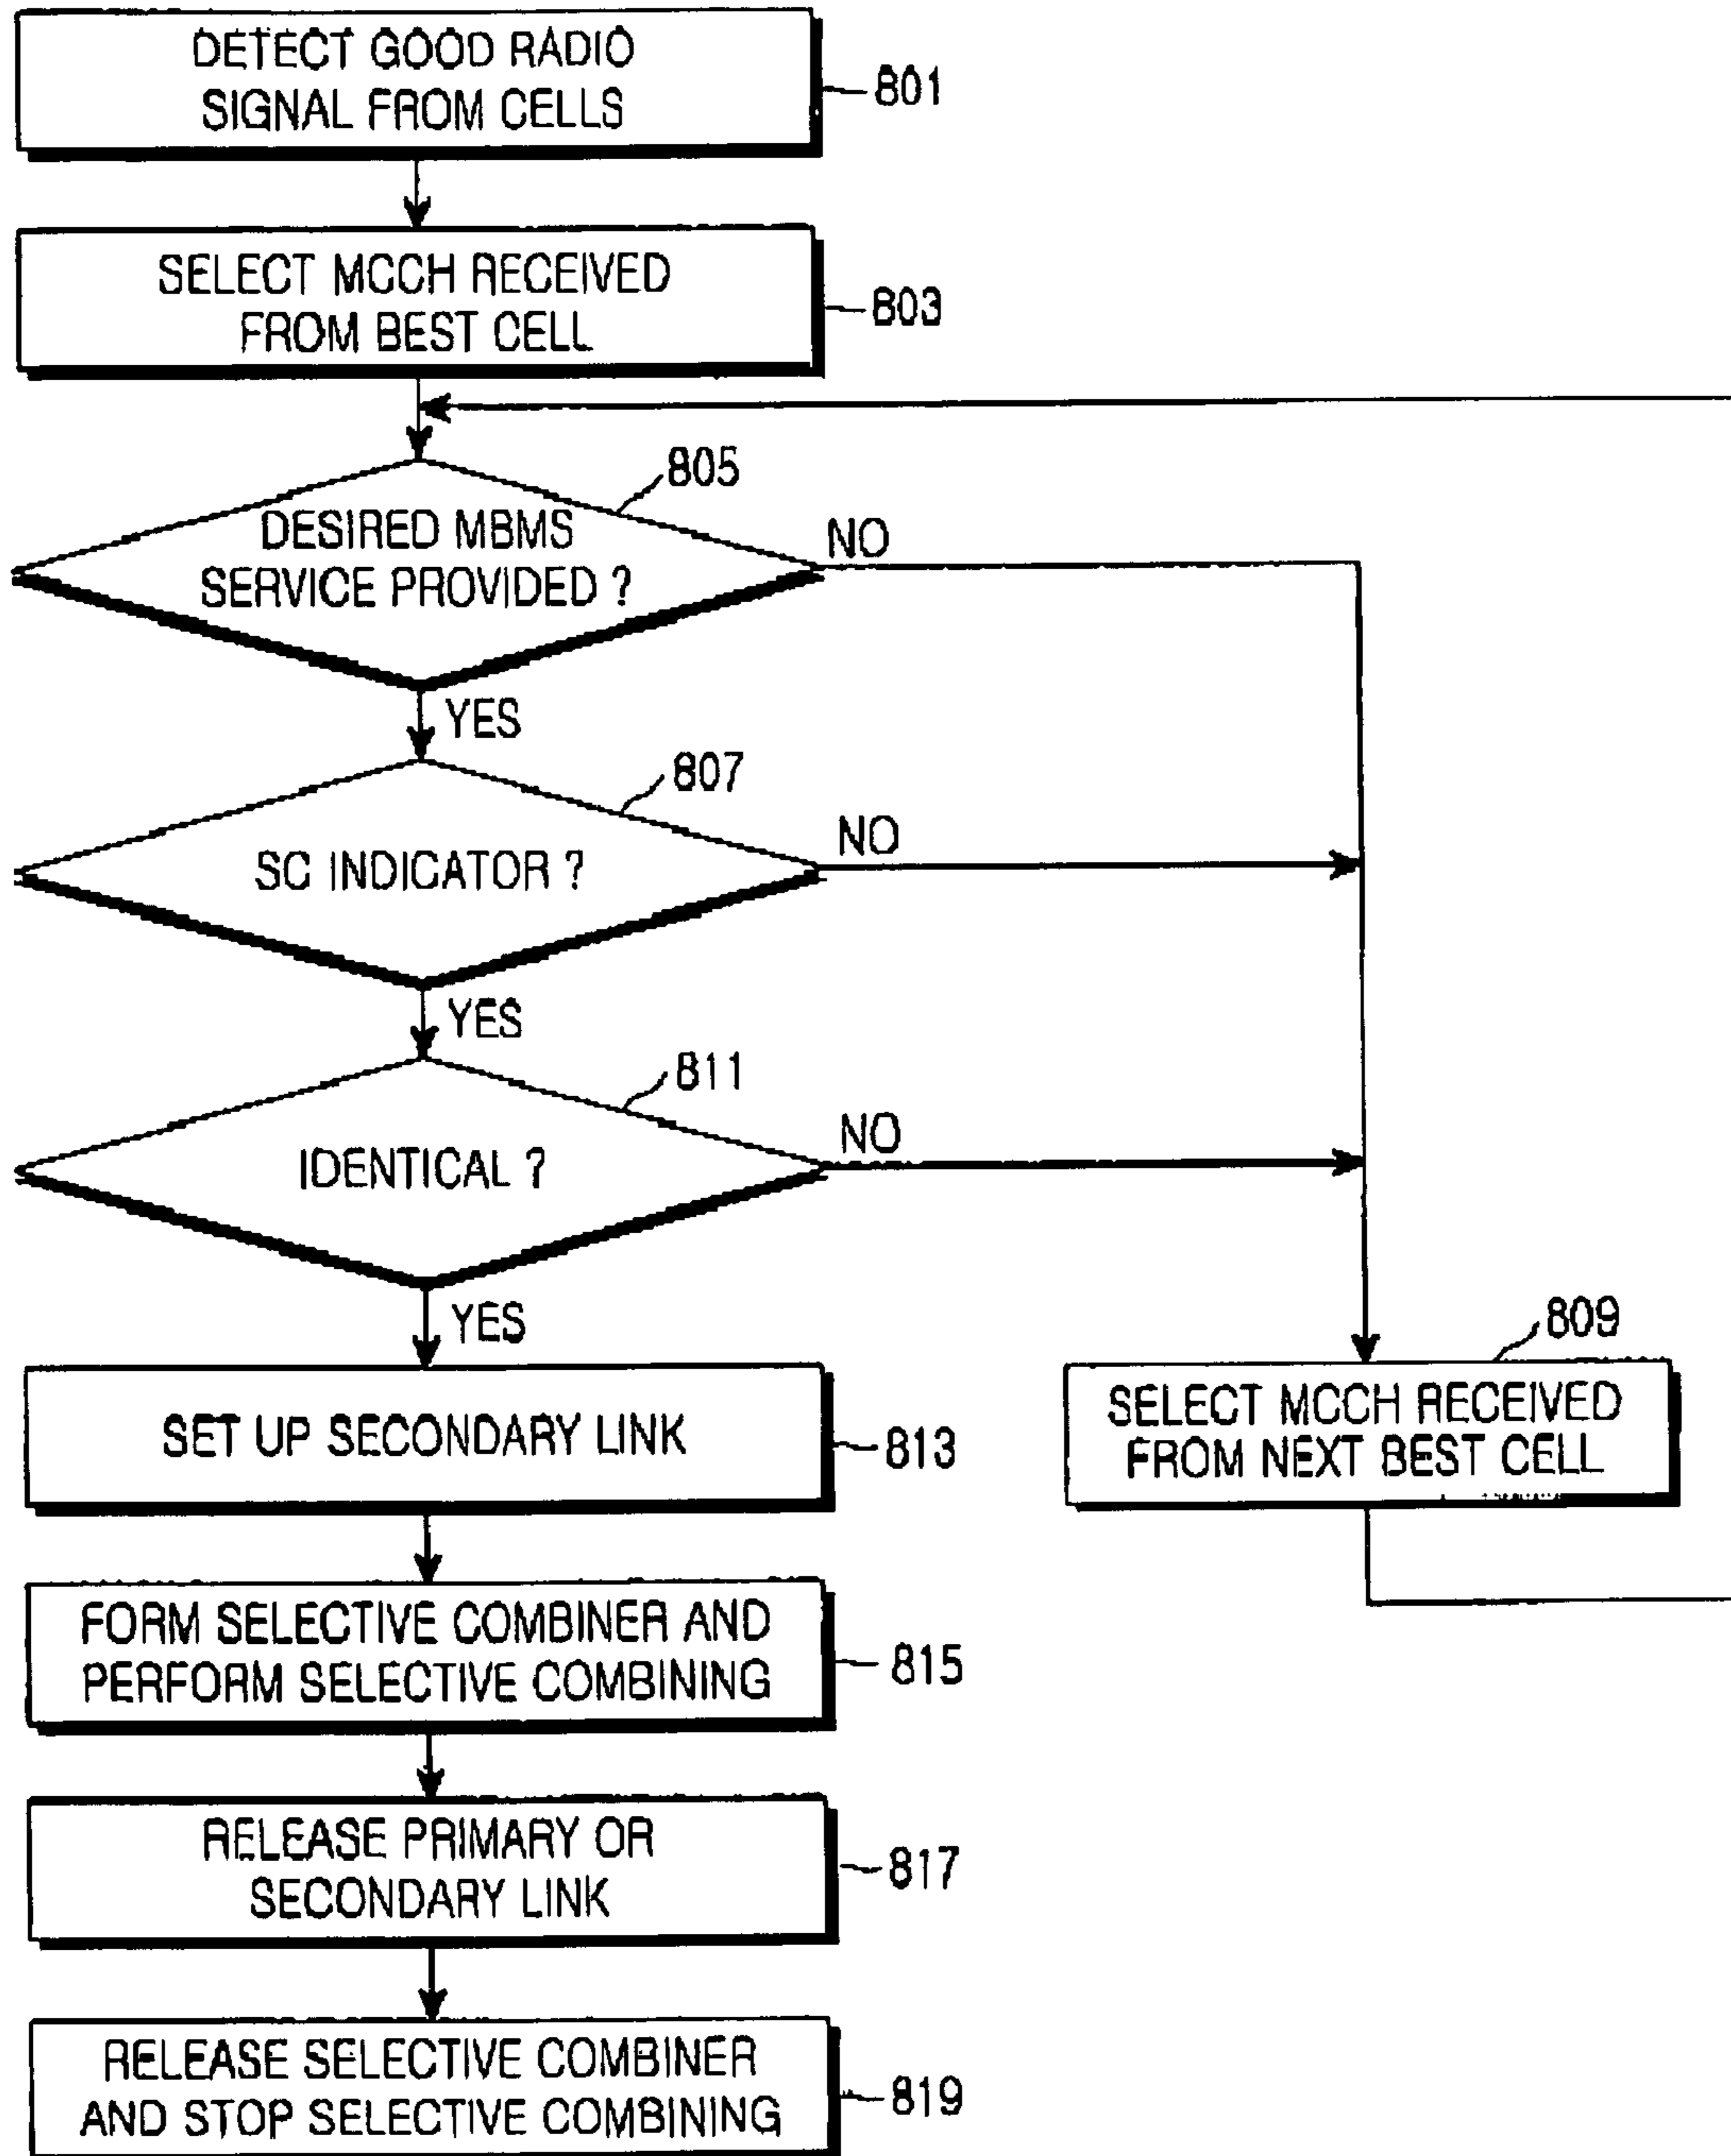 DETECT GOOD RADIO
SIGNAL FROM CELLS
801
SELECT MCCH RECEIVED
FROM BEST CELL
803
805
DESIRED MBMS
SERVICE PROVIDED ?
NO
YES
807
SC INDICATOR ?
NO
YES
811
IDENTICAL ?
NO
YES
809
SELECT MCCH RECEIVED
FROM NEXT BEST CELL
SET UP SECONDARY LINK
813
FORM SELECTIVE COMBINER AND
PERFORM SELECTIVE COMBINING
815
RELEASE PRIMARY OR
SECONDARY LINK
817
RELEASE SELECTIVE COMBINER
AND STOP SELECTIVE COMBINING
819